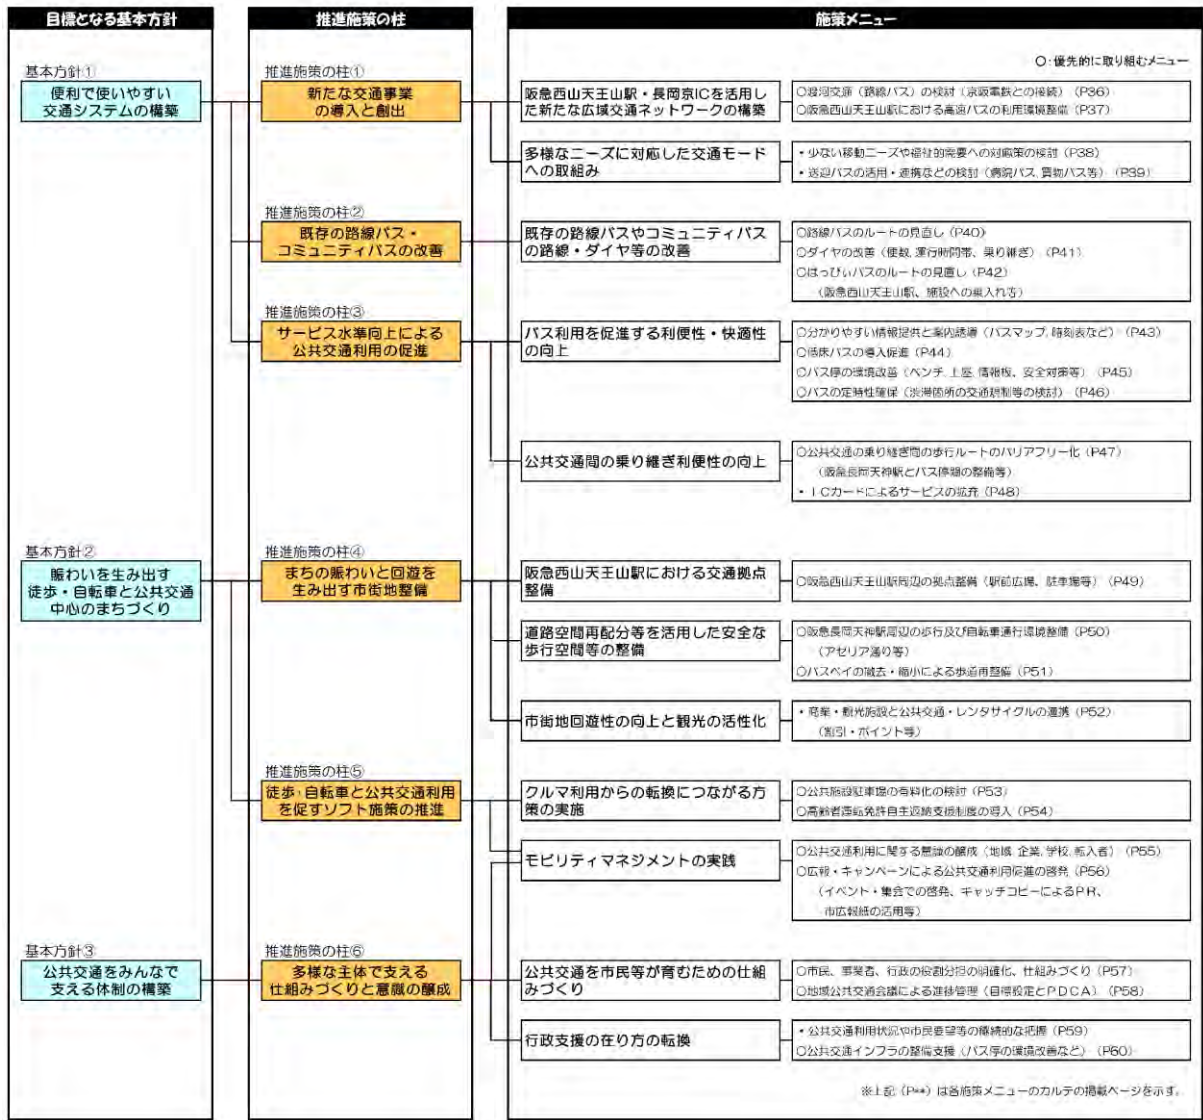 目標となる基本方針
推進施策の柱
施策メニュー
〇:優先的に取り組むメニュー
基本方針①
便利で使いやすい
交通システムの構築
推進施策の柱①
新たな交通事業
の導入と創出
阪急西山天王山駅・長岡京ICを活用し
た新たな広域交通ネットワークの構築
〇渡河交通(路線バス)の検討(京阪電鉄との接続)(P36)
〇阪急西山天王山駅における高速バスの利用環境整備(P37)
多様なニーズに対応した交通モード
への取組み
・少ない移動ニーズや福祉的需要への対応策の検討(P38)
・送迎バスの活用・連携などの検討(病院バス、買物バス等)(P39)
推進施策の柱②
既存の路線バス・
コミュニティバスの改善
既存の路線バスやコミュニティバス
の路線・ダイヤ等の改善
〇路線バスのルートの見直し(P40)
〇ダイヤの改善(便数、運行時間帯、乗り継ぎ)(P41)
〇はっぴぃバスのルートの見直し(P42)
(阪急西山天王山駅、施設への乗入れ等)
推進施策の柱③
サービス水準向上による
公共交通利用の促進
バス利用を促進する利便性・快適性
の向上
〇分かりやすい情報提供と案内誘導(バスマップ、時刻表など)(P43)
〇低床バスの導入促進(P44)
〇バス停の環境改善(ベンチ、上屋、情報板、安全対策等)(P45)
〇バスの定時性確保(渋滞箇所の交通規制等の検討)(P46)
公共交通間の乗り継ぎ利便性の向上
〇公共交通の乗り継ぎ間の歩行ルートのバリアフリー化(P47)
(阪急長岡天神駅とバス停間の整備等)
・ICカードによるサービスの拡充(P48)
基本方針②
賑わいを生み出す
徒歩・自転車と公共交通
中心のまちづくり
推進施策の柱④
まちの賑わいと回遊を
生み出す市街地整備
阪急西山天王山駅における交通拠点
整備
〇阪急西山天王山駅周辺の拠点整備(駅前広場、駐車場等)(P49)
道路空間再配分等を活用した安全な
歩行空間等の整備
〇阪急長岡天神駅周辺の歩行及び自転車通行環境整備(P50)
(アゼリア通り等)
〇バスベイの撤去・縮小による歩道再整備(P51)
市街地回遊性の向上と観光の活性化
・商業・観光施設と公共交通・レンタサイクルの連携(P52)
(割引・ポイント等)
推進施策の柱⑤
徒歩・自転車と公共交通利用
を促すソフト施策の推進
クルマ利用からの転換につながる方
策の実施
〇公共施設駐車場の有料化の検討(P53)
〇高齢者運転免許自主返納支援制度の導入(P54)
モビリティマネジメントの実践
〇公共交通利用に関する意識の醸成(地域、企業、学校、転入者)(P55)
〇広報・キャンペーンによる公共交通利用促進の啓発(P56)
(イベント・集会での啓発、キャッチコピーによるPR、
市広報紙の活用等)
基本方針③
公共交通をみんなで
支える体制の構築
推進施策の柱⑥
多様な主体で支える
仕組みづくりと意識の醸成
公共交通を市民等が育むための仕組
みづくり
〇市民、事業者、行政の役割分担の明確化、仕組みづくり(P57)
〇地域公共交通会議による進捗管理(目標設定とPDCA)(P58)
行政支援の在り方の転換
・公共交通利用状況や市民要望等の継続的な把握(P59)
〇公共交通インフラの整備支援(バス停の環境改善など)(P60)
※上記(P**)は各施策メニューのカルテの掲載ページを示す。